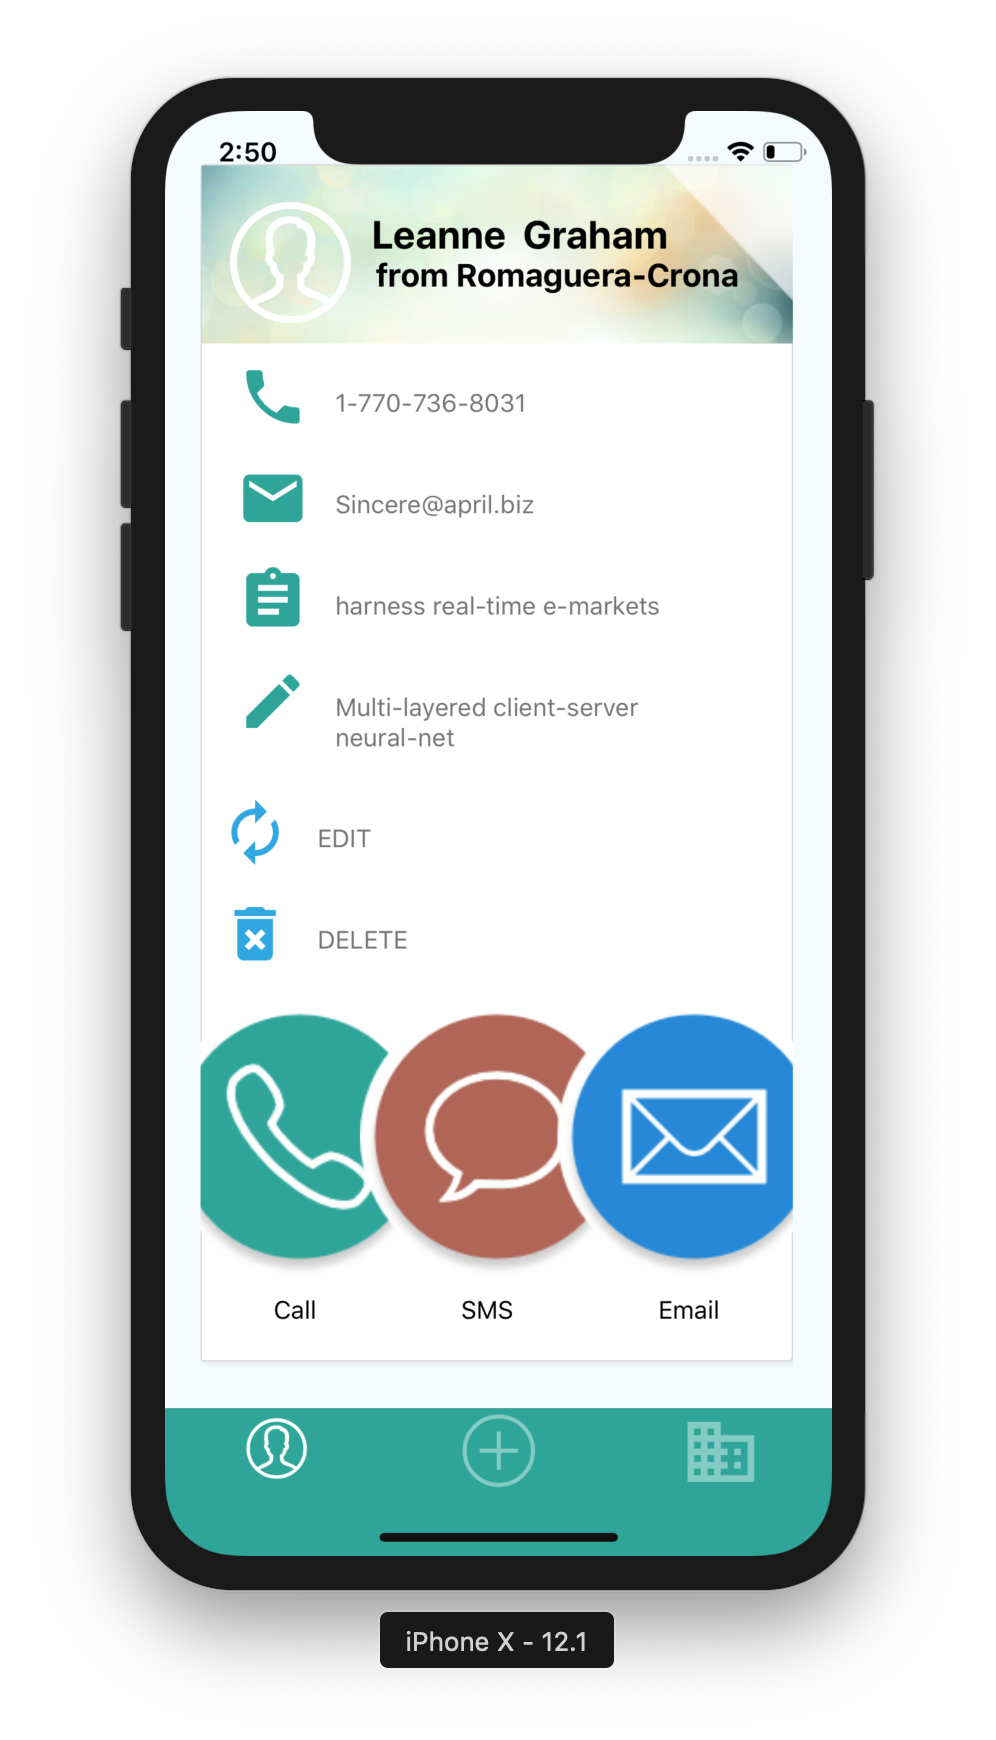 2:50
Leanne  Graham
from Romaguera-Crona
1-770-736-8031
Sincere@april.biz
harness real-time e-markets
Multi-layered client-server
neural-net
EDIT
DELETE
Call
SMS
Email
iPhone X - 12.1